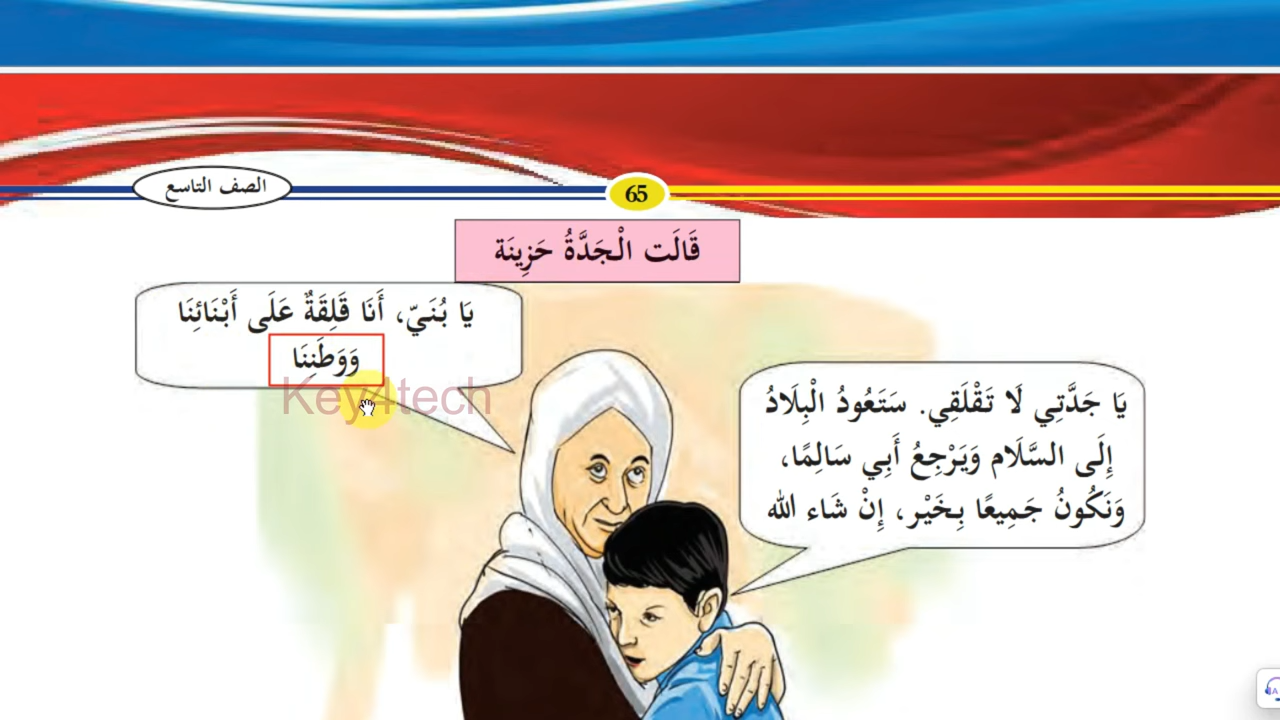 الصف التاسع
65
قَالَت الْجَدَّةُ حَزِينَة
يَا بُنَيّ، أَنَا قَلِقَةٌ عَلَى أَبْنَائِنَا
وَوَطَنِنَا
Key4tech
يَا جَدَّتِي لَا تَقْلَقِي. سَتَعُودُ الْبِلَادُ
إِلَى السَّلَام وَيَرْجِعُ أَبِي سَالِمًا،
وَنَكُونُ جَمِيعًا بِخَيْر، إِنْ شَاء الله